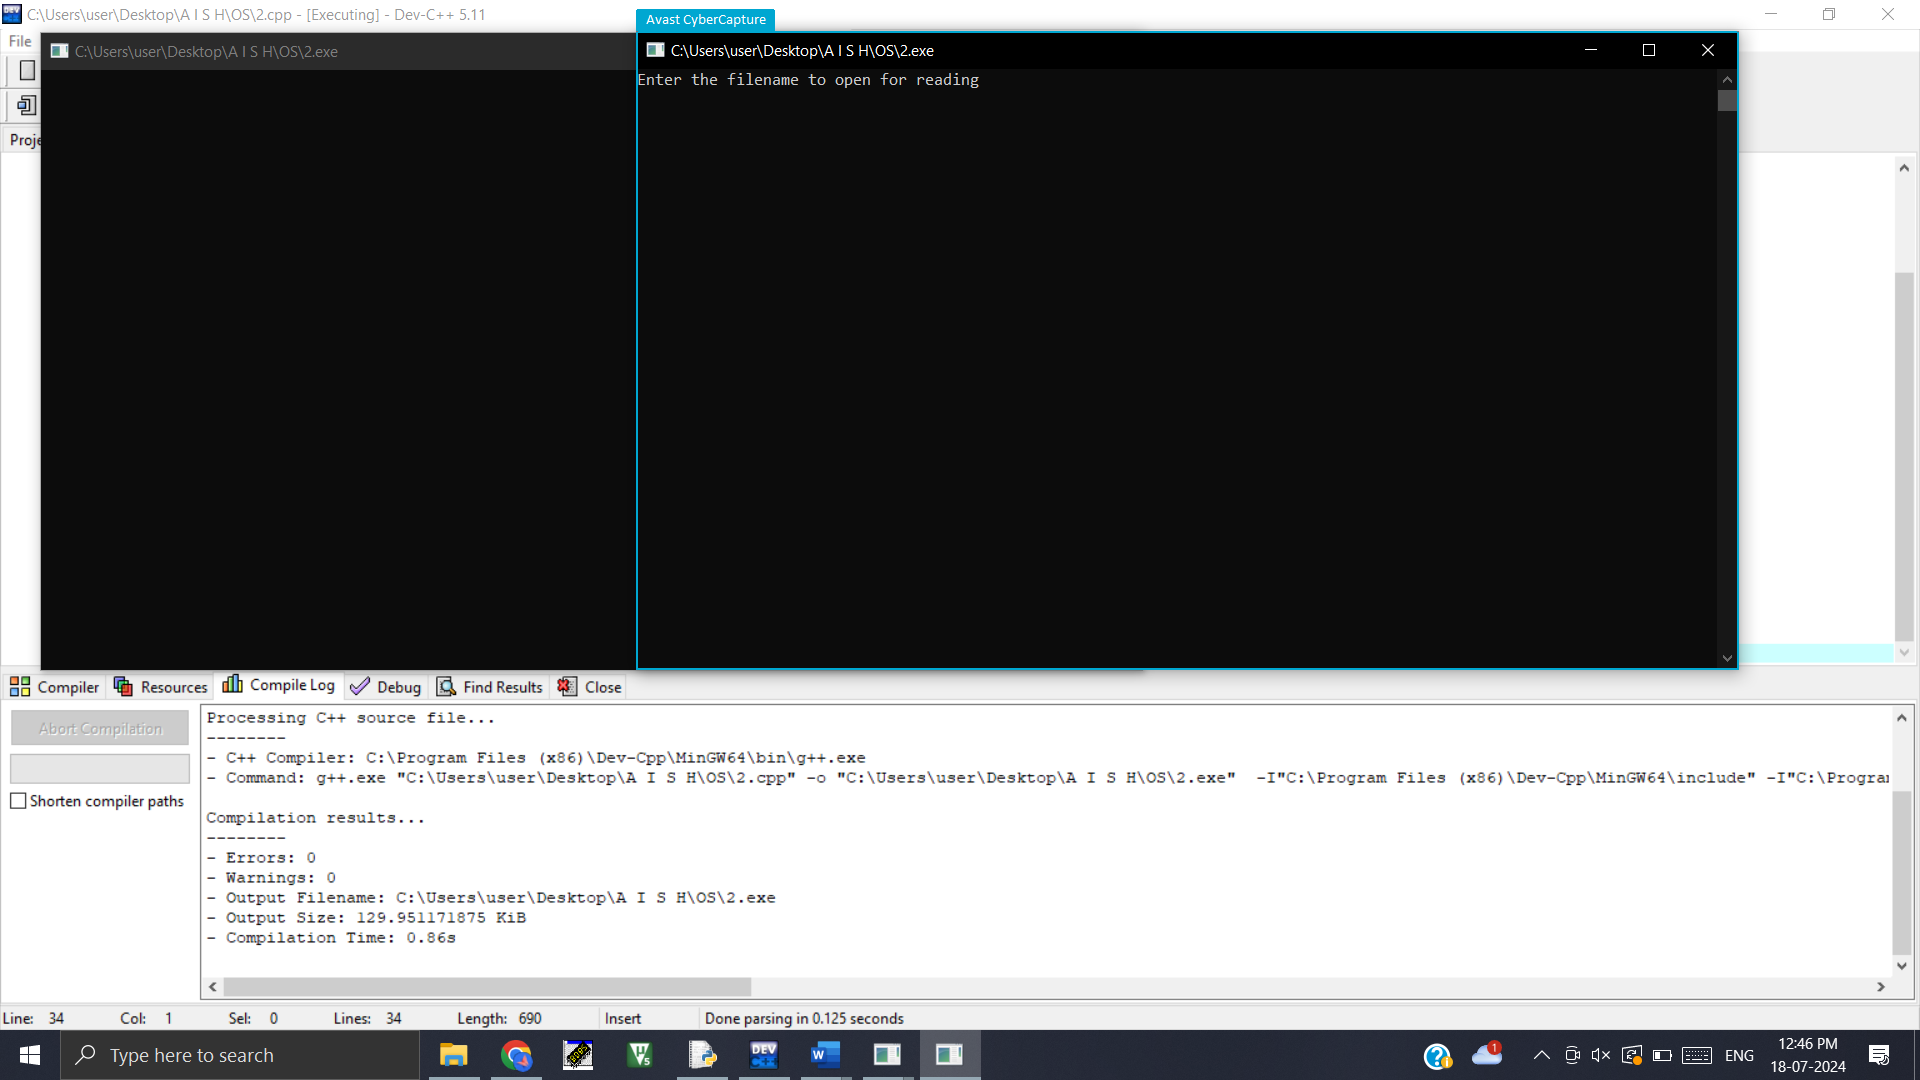 C:\Users\user\Desktop\A I S H\OS\2.cpp - [Executing] - Dev-C++ 5.11
Avast CyberCapture
File
C:\Users\user\Desktop\A I S H\OS\2.exe
C:\Users\user\Desktop\A I S H\OS\2.exe
Enter the filename to open for reading
Proje
Compiler
Resources
Compile Log
Debug
Find Results
Close
Abort Compilation
Shorten compiler paths
Processing C++ source file...
--------
- C++ Compiler: C:\Program Files (x86)\Dev-Cpp\MinGW64\bin\g++.exe
- Command: g++.exe "C:\Users\user\Desktop\A I S H\OS\2.cpp" -o "C:\Users\user\Desktop\A I S H\OS\2.exe"  -I"C:\Program Files (x86)\Dev-Cpp\MinGW64\include" -I"C:\Program
Compilation results...
--------
- Errors: 0
- Warnings: 0
- Output Filename: C:\Users\user\Desktop\A I S H\OS\2.exe
- Output Size: 129.951171875 KiB
- Compilation Time: 0.86s
Line: 34
Col: 1
Sel: 0
Lines: 34
Length: 690
Insert
Done parsing in 0.125 seconds
Type here to search
DEV C++
1
ENG
12:46 PM
18-07-2024